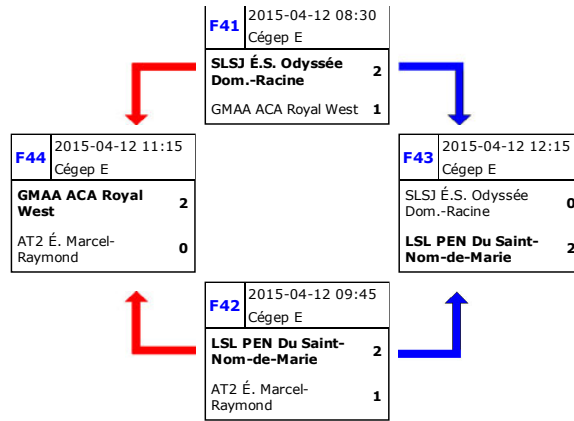 F41
2015-04-12 08:30
Cégep E
SLSJ É.S. Odyssée
Dom.-Racine
2
GMAA ACA Royal West
1
F44
2015-04-12 11:15
Cégep E
GMAA ACA Royal
West
2
AT2 É. Marcel-
Raymond
0
F43
2015-04-12 12:15
Cégep E
SLSJ É.S. Odyssée
Dom.-Racine
0
LSL PEN Du Saint-
Nom-de-Marie
2
F42
2015-04-12 09:45
Cégep E
LSL PEN Du Saint-
Nom-de-Marie
2
AT2 É. Marcel-
Raymond
1